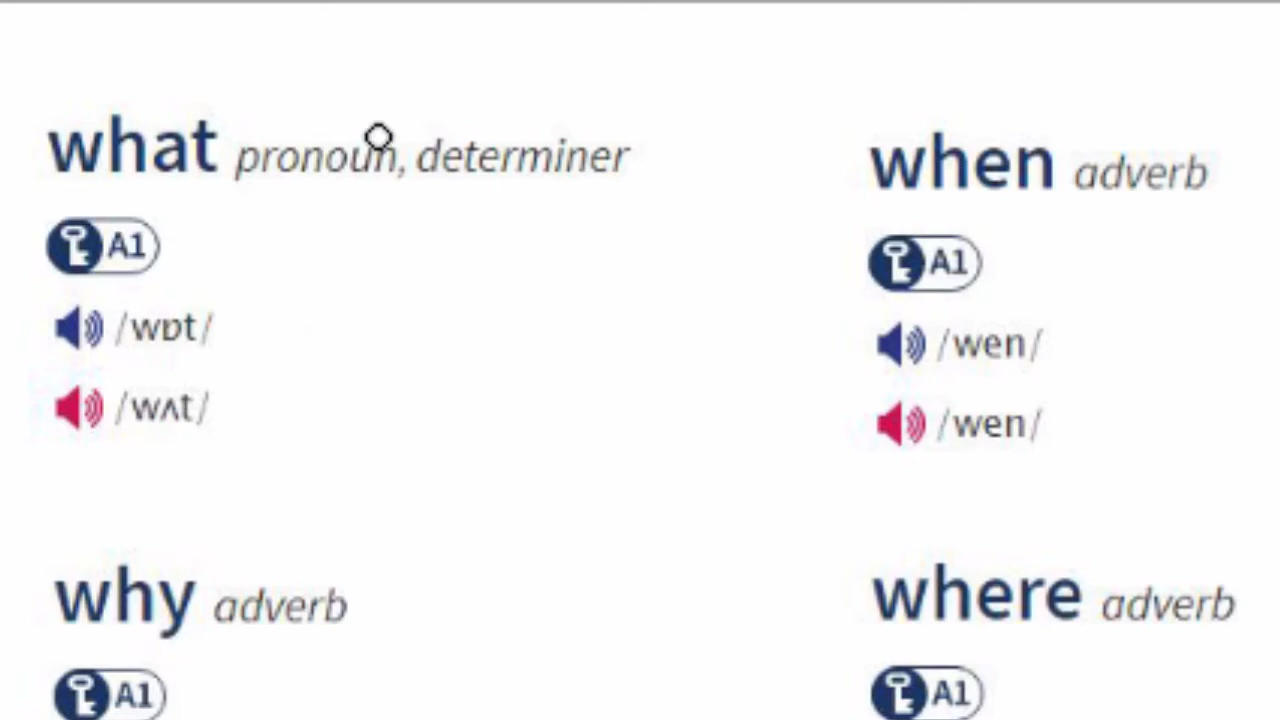 what pronoun, determiner
A1
/wɒt/
/wʌt/
when adverb
A1
/wen/
/wen/
why adverb
A1
where adverb
A1